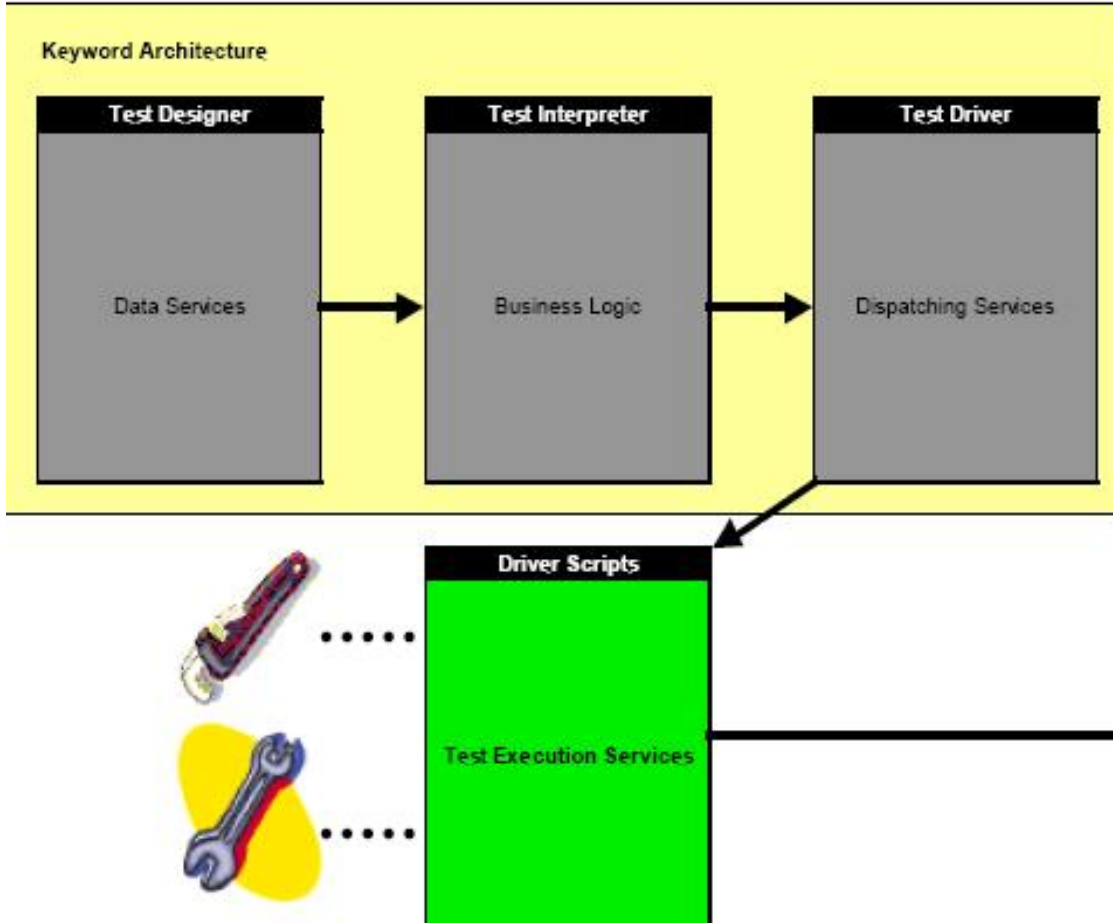 Keyword Architecture
Test Designer
Test Interpreter
Test Driver
Data Services
Business Logic
Dispatching Services
Driver Scripts
Test Execution Services